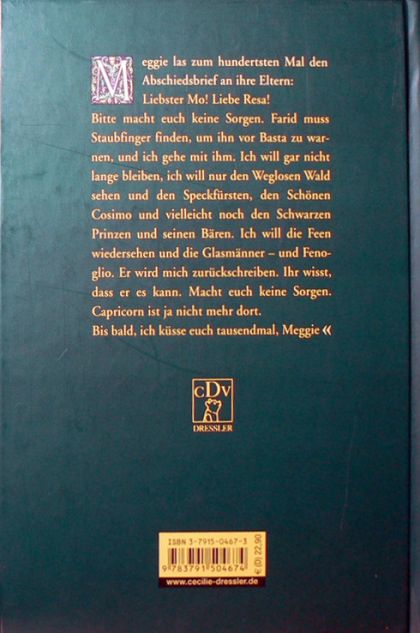 Meggie las zum hundertsten Mal den
Abschiedsbrief an ihre Eltern:
Liebster Mo! Liebe Resa!
Bitte macht euch keine Sorgen. Farid muss
Staubfinger finden, um ihn vor Basta zu war-
nen, und ich gehe mit ihm. Ich will gar nicht
lange bleiben, ich will nur den Weglosen Wald
sehen und den Speckfürsten, den Schönen
Cosimo und vielleicht noch den Schwarzen
Prinzen und seinen Bären. Ich will die Feen
wiedersehen und die Glasmänner – und Feno-
glio. Er wird mich zurückschreiben. Ihr wisst,
dass er es kann. Macht euch keine Sorgen.
Capricorn ist ja nicht mehr dort.
Bis bald, ich küsse euch tausendmal, Meggie «
CDV
DRESSLER
ISBN 3-7915-0467-3
9 783791 504674
€ (D) 22,90
www.cecilie-dressler.de